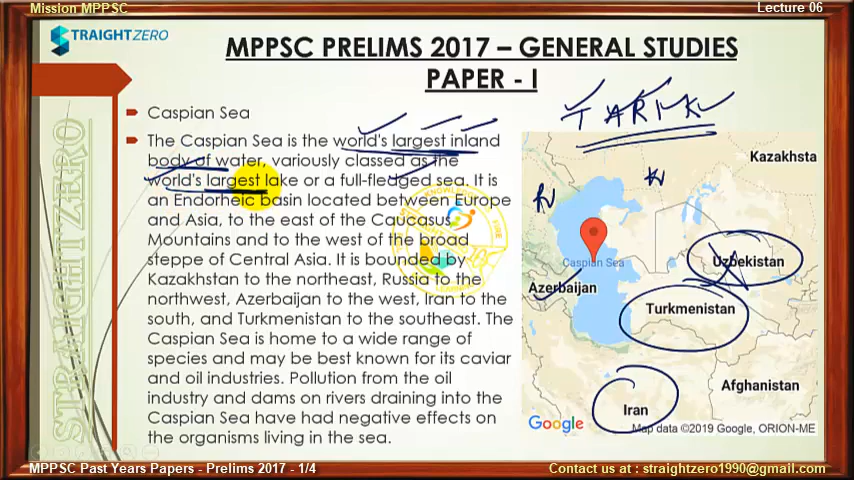 Mission MPPSC
Lecture 06
STRAIGHTZERO
MPPSC PRELIMS 2017 – GENERAL STUDIES
PAPER - I
TARIK
Caspian Sea
The Caspian Sea is the world's largest inland
body of water, variously classed as the
world's largest lake or a full-fledged sea. It is
an Endorheic basin located between Europe
and Asia, to the east of the Caucasus
Mountains and to the west of the broad
steppe of Central Asia. It is bounded by
Kazakhstan to the northeast, Russia to the
northwest, Azerbaijan to the west, Iran to the
south, and Turkmenistan to the southeast. The
Caspian Sea is home to a wide range of
species and may be best known for its caviar
and oil industries. Pollution from the oil
industry and dams on rivers draining into the
Caspian Sea have had negative effects on
the organisms living in the sea.
Kazakhsta
Caspian Sea
Uzbekistan
Azerbaijan
Turkmenistan
Afghanistan
Iran
Google
Map data ©2019 Google, ORION-ME
STRAIGHT ZERO
MPPSC Past Years Papers - Prelims 2017 - 1/4
Contact us at : straightzero1990@gmail.com